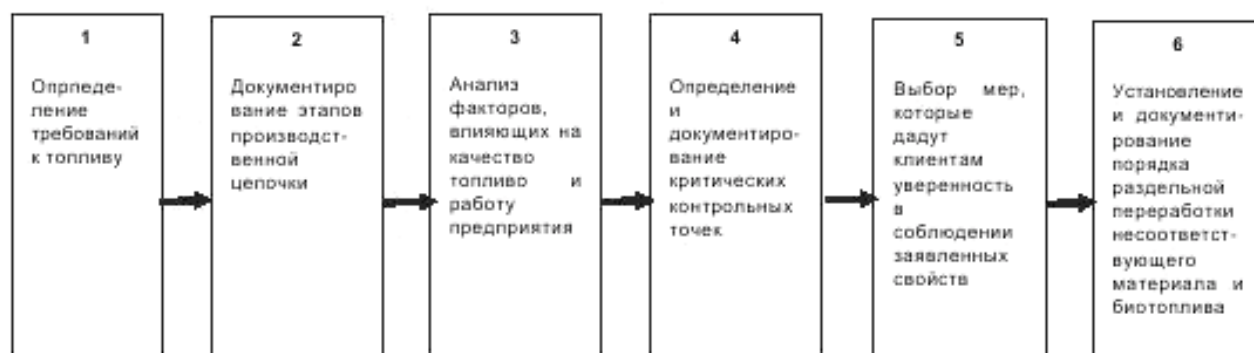 1
Опрпеде-
ление
требований
к топливу
2
Документиро
вание этапов
производст-
венной
цепочки
3
Анализ
факторов,
влияющих на
качество
топливо и
работу
предприятия
4
Определение
и
документиро-
вание
критических
контрольных
точек
5
Выбор мер,
которые
дадут
клиентам
уверенность
в
соблюдении
заявленных
свойств
6
Установление
и документи-
рование
порядка
раздельной
переработки
несоответст-
вующего
материала и
биотоплива